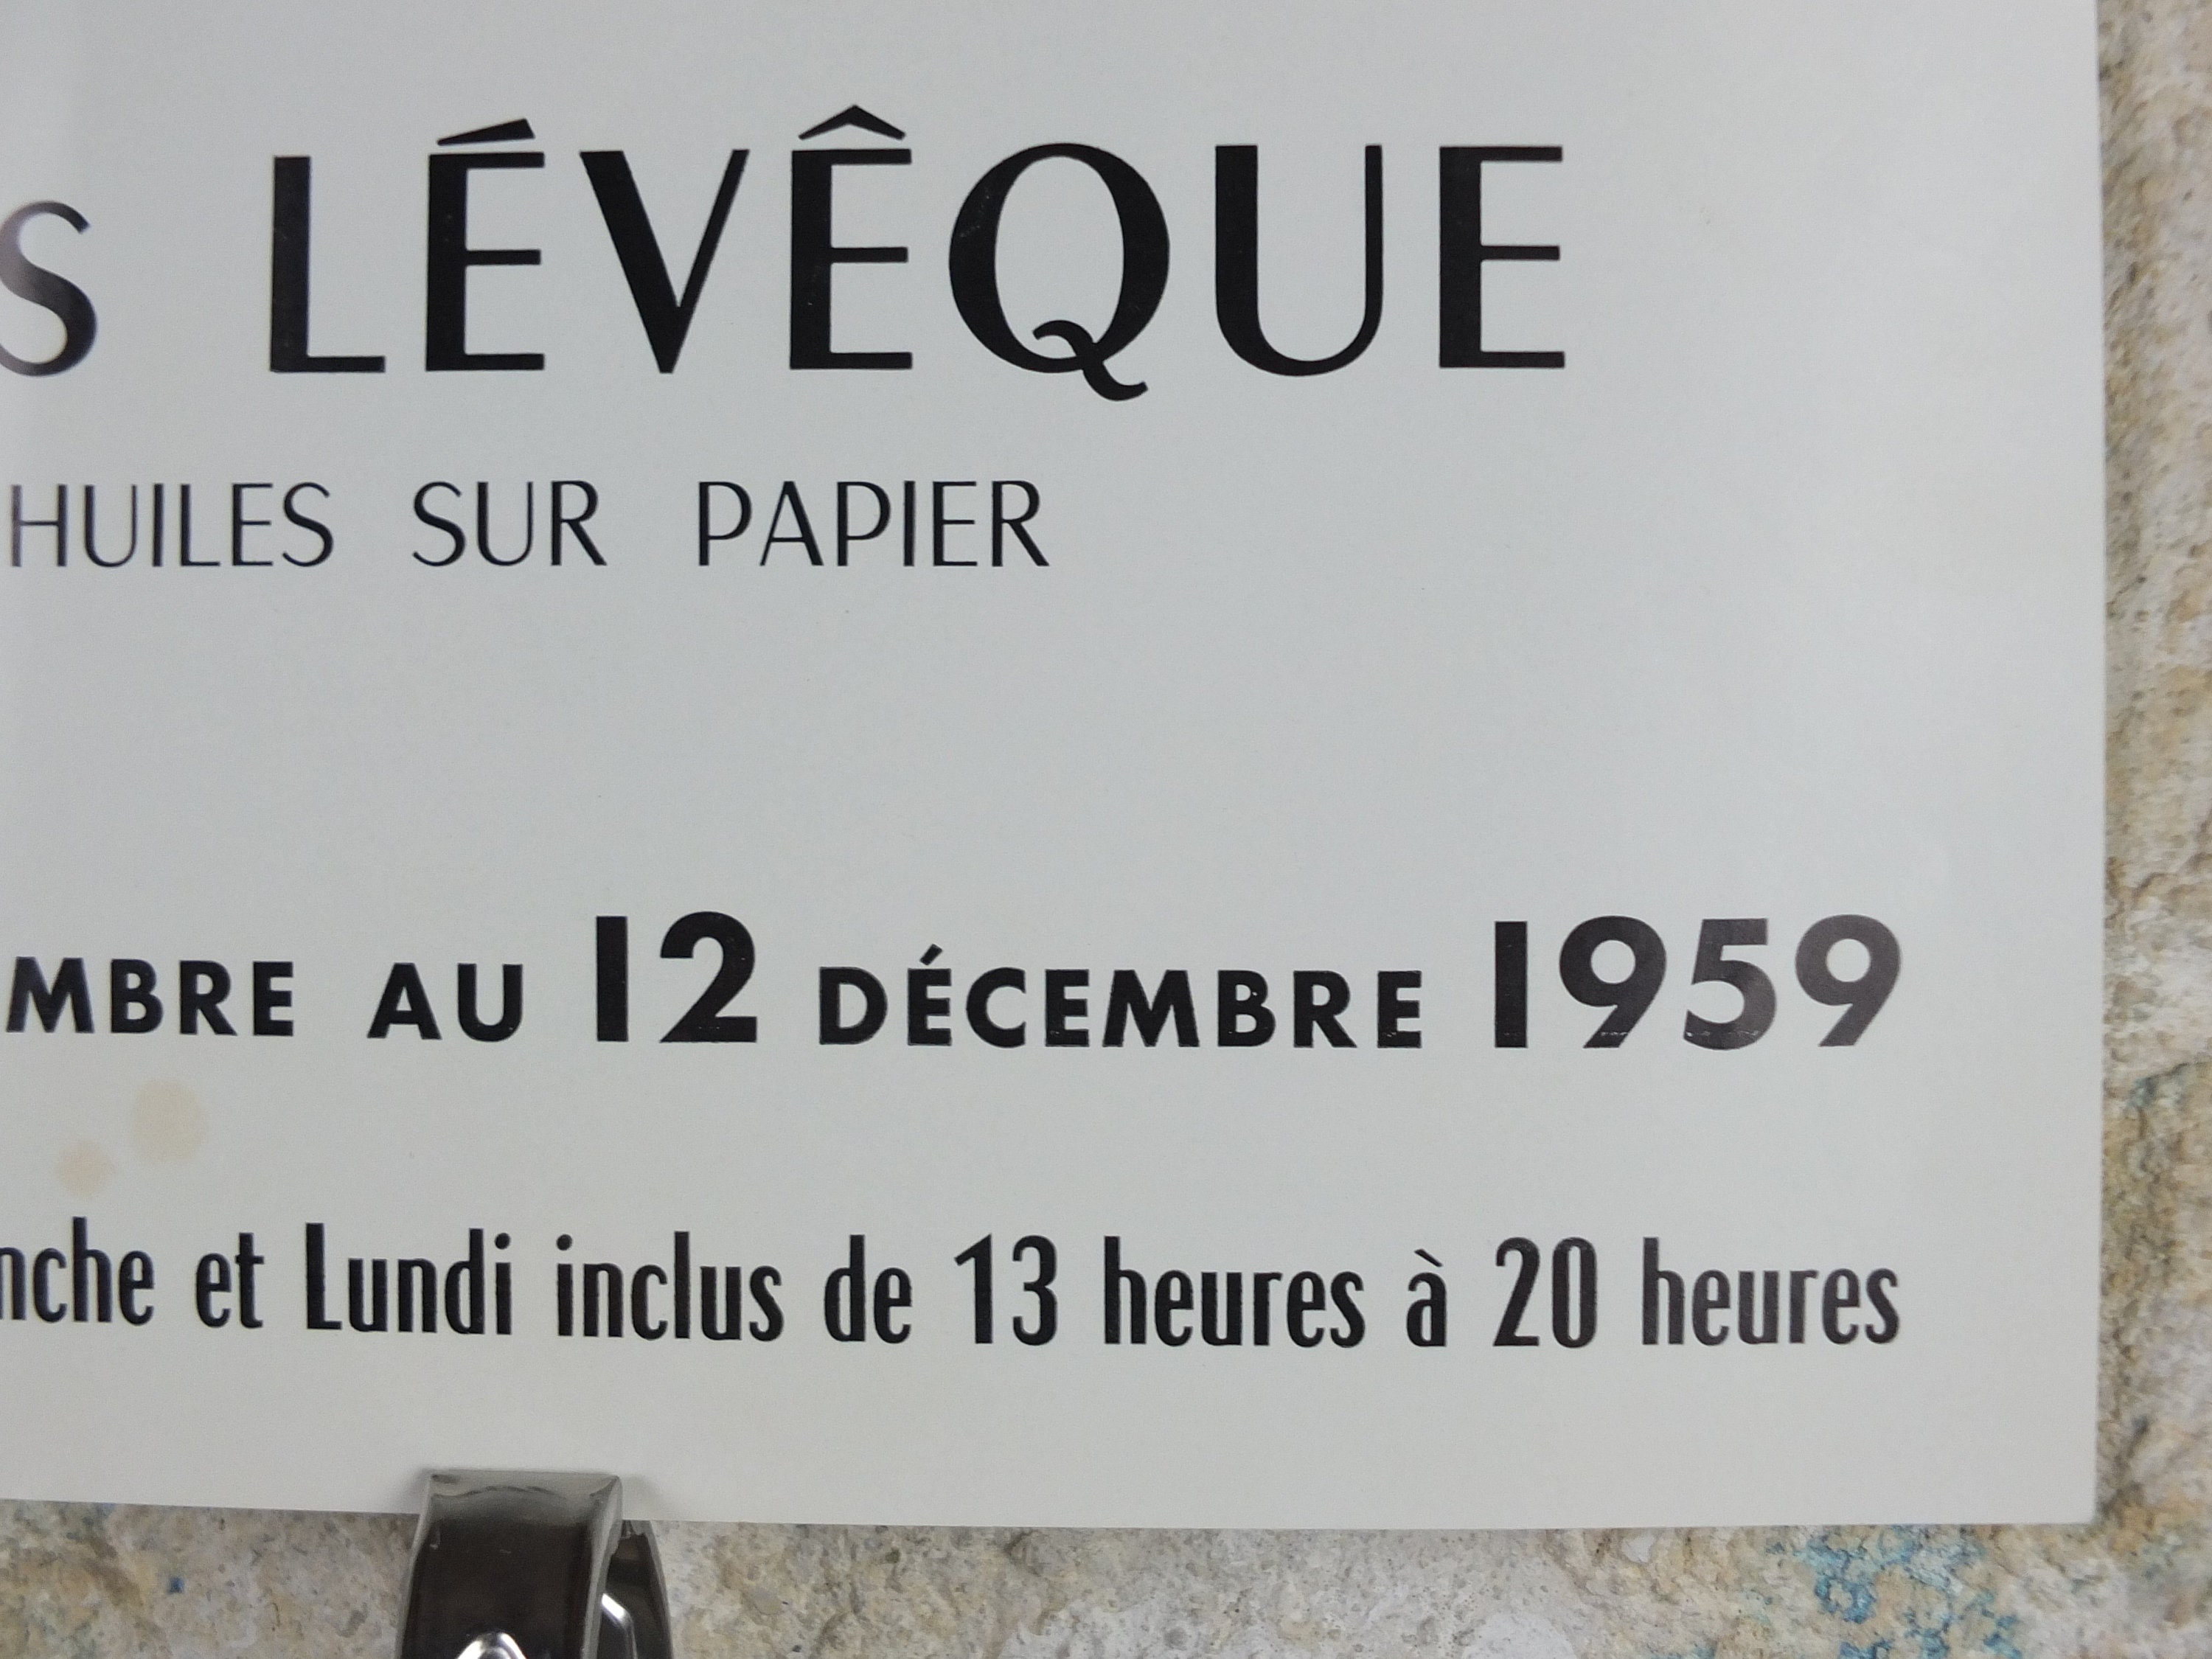 S LÉVÊQUE
HUILES SUR PAPIER
MBRE AU 12 DÉCEMBRE 1959
nche et Lundi inclus de 13 heures à 20 heures